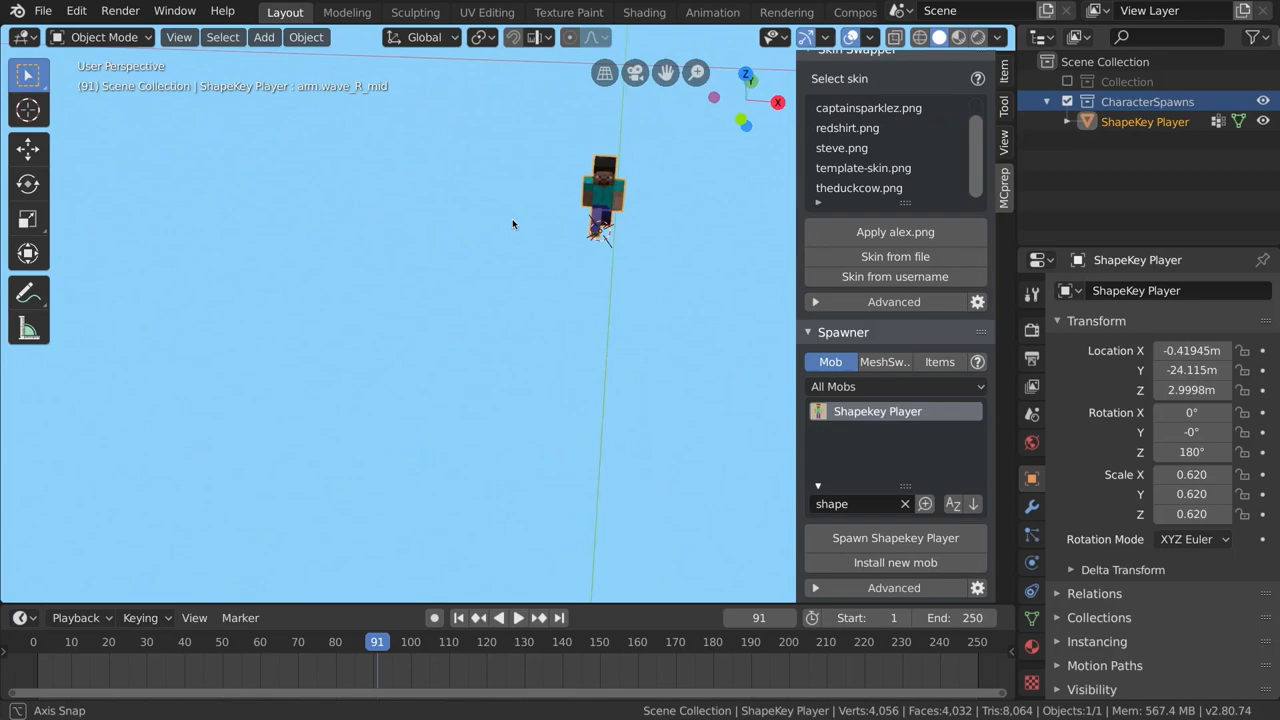 File Edit Render Window Help Layout Modeling Sculpting UV Editing Texture Paint Shading Animation Rendering Compos Scene View Layer
Object Mode View Select Add Object Global
User Perspective
(91) Scene Collection | ShapeKey Player : arm.wave_R_mid
Z
Y
X
Skin Swapper
Select skin
captainsparklez.png
redshirt.png
steve.png
template-skin.png
theduckcow.png
Apply alex.png
Skin from file
Skin from username
Advanced
Spawner
Mob MeshSw.. Items
All Mobs
Shapekey Player
shape
Spawn Shapekey Player
Install new mob
Advanced
Item
Tool
View
MCprep
Scene Collection
Collection
CharacterSpawns
ShapeKey Player
ShapeKey Player
ShapeKey Player
Transform
Location X -0.41945m
Y -24.115m
Z 2.9998m
Rotation X 0°
Y -0°
Z 180°
Scale X 0.620
Y 0.620
Z 0.620
Rotation Mode XYZ Euler
Delta Transform
Relations
Collections
Instancing
Motion Paths
Visibility
Playback Keying View Marker 91 Start: 1 End: 250
0 10 20 30 40 50 60 70 80 91 100 110 120 130 140 150 160 170 180 190 200 210 220 230 240 250
Axis Snap Scene Collection | ShapeKey Player | Verts:4,056 | Faces:4,032 | Tris:8,064 | Objects:1/1 | Mem: 567.4 MB | v2.80.74